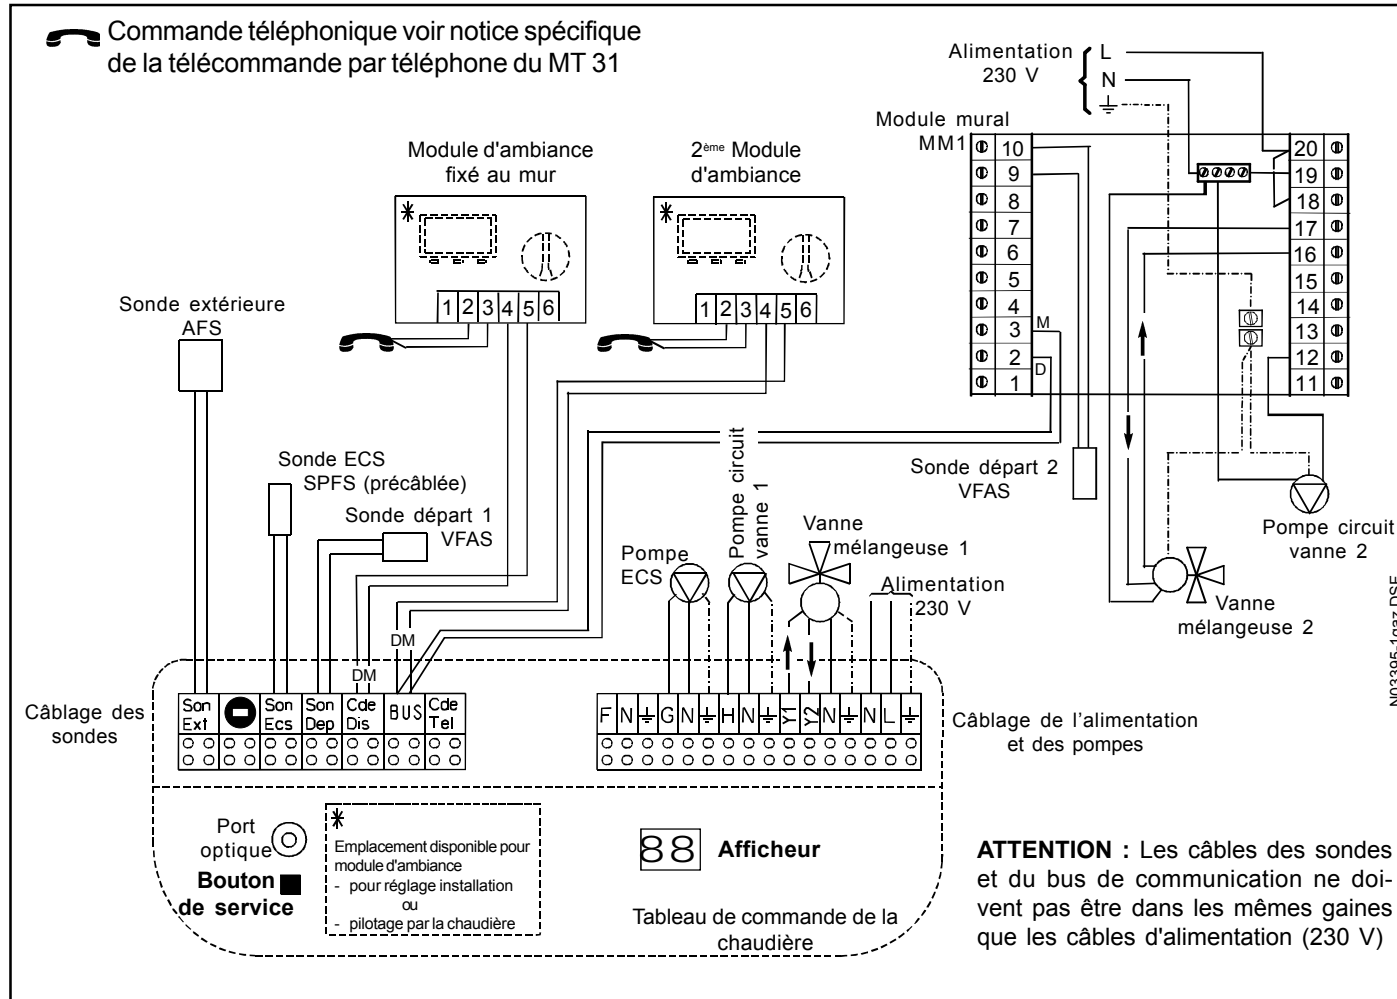 Commande téléphonique voir notice spécifique
de la télécommande par téléphone du MT 31
Alimentation
230 V
L
N
Module mural
MM1
10
9
8
7
6
5
4
3
2
1
M
D
20
19
18
17
16
15
14
13
12
11
Module d'ambiance
fixé au mur
1 2 3 4 5 6
2ème Module
d'ambiance
1 2 3 4 5 6
Sonde extérieure
AFS
Sonde ECS
SPFS (précâblée)
Sonde départ 1
VFAS
Pompe
ECS
Pompe circuit
vanne 1
Vanne
mélangeuse 1
Alimentation
230 V
Sonde départ 2
VFAS
Pompe circuit
vanne 2
Vanne
mélangeuse 2
N03395-1gaz.DSF
DM
DM
Câblage des
sondes
Son Ext
Son Ecs
Son Dep
Cde Dis
BUS
Cde Tel
F N G N H N Y1 Y2 N N L
Câblage de l'alimentation
et des pompes
Port
optique
Bouton
de service
Emplacement disponible pour
module d'ambiance
- pour réglage installation
ou
- pilotage par la chaudière
88
Afficheur
Tableau de commande de la
chaudière
ATTENTION : Les câbles des sondes
et du bus de communication ne doi-
vent pas être dans les mêmes gaines
que les câbles d'alimentation (230 V)